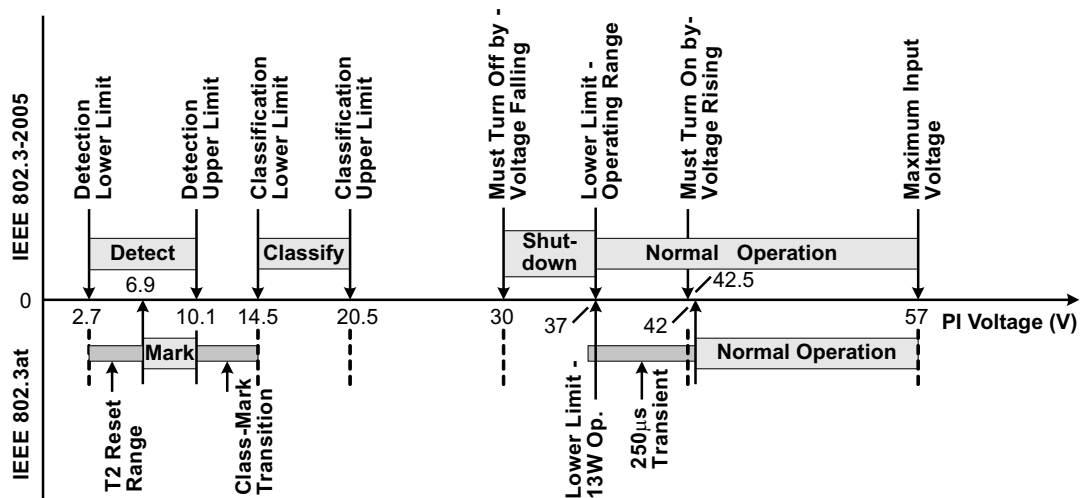 IEEE 802.3-2005
Detection
Lower Limit
Detection
Upper Limit
Classification
Lower Limit
Classification
Upper Limit
Must Turn Off by -
Voltage Falling
Lower Limit -
Operating Range
Must Turn On by-
Voltage Rising
Maximum Input
Voltage
Detect
Classify
Shut-
down
Normal Operation
6.9
42.5
0
2.7
10.1
14.5
20.5
30
37
42
57
PI Voltage (V)
IEEE 802.3at
Mark
Normal Operation
T2 Reset
Range
Class-Mark
Transition
Lower Limit -
13W Op.
250μs
Transient